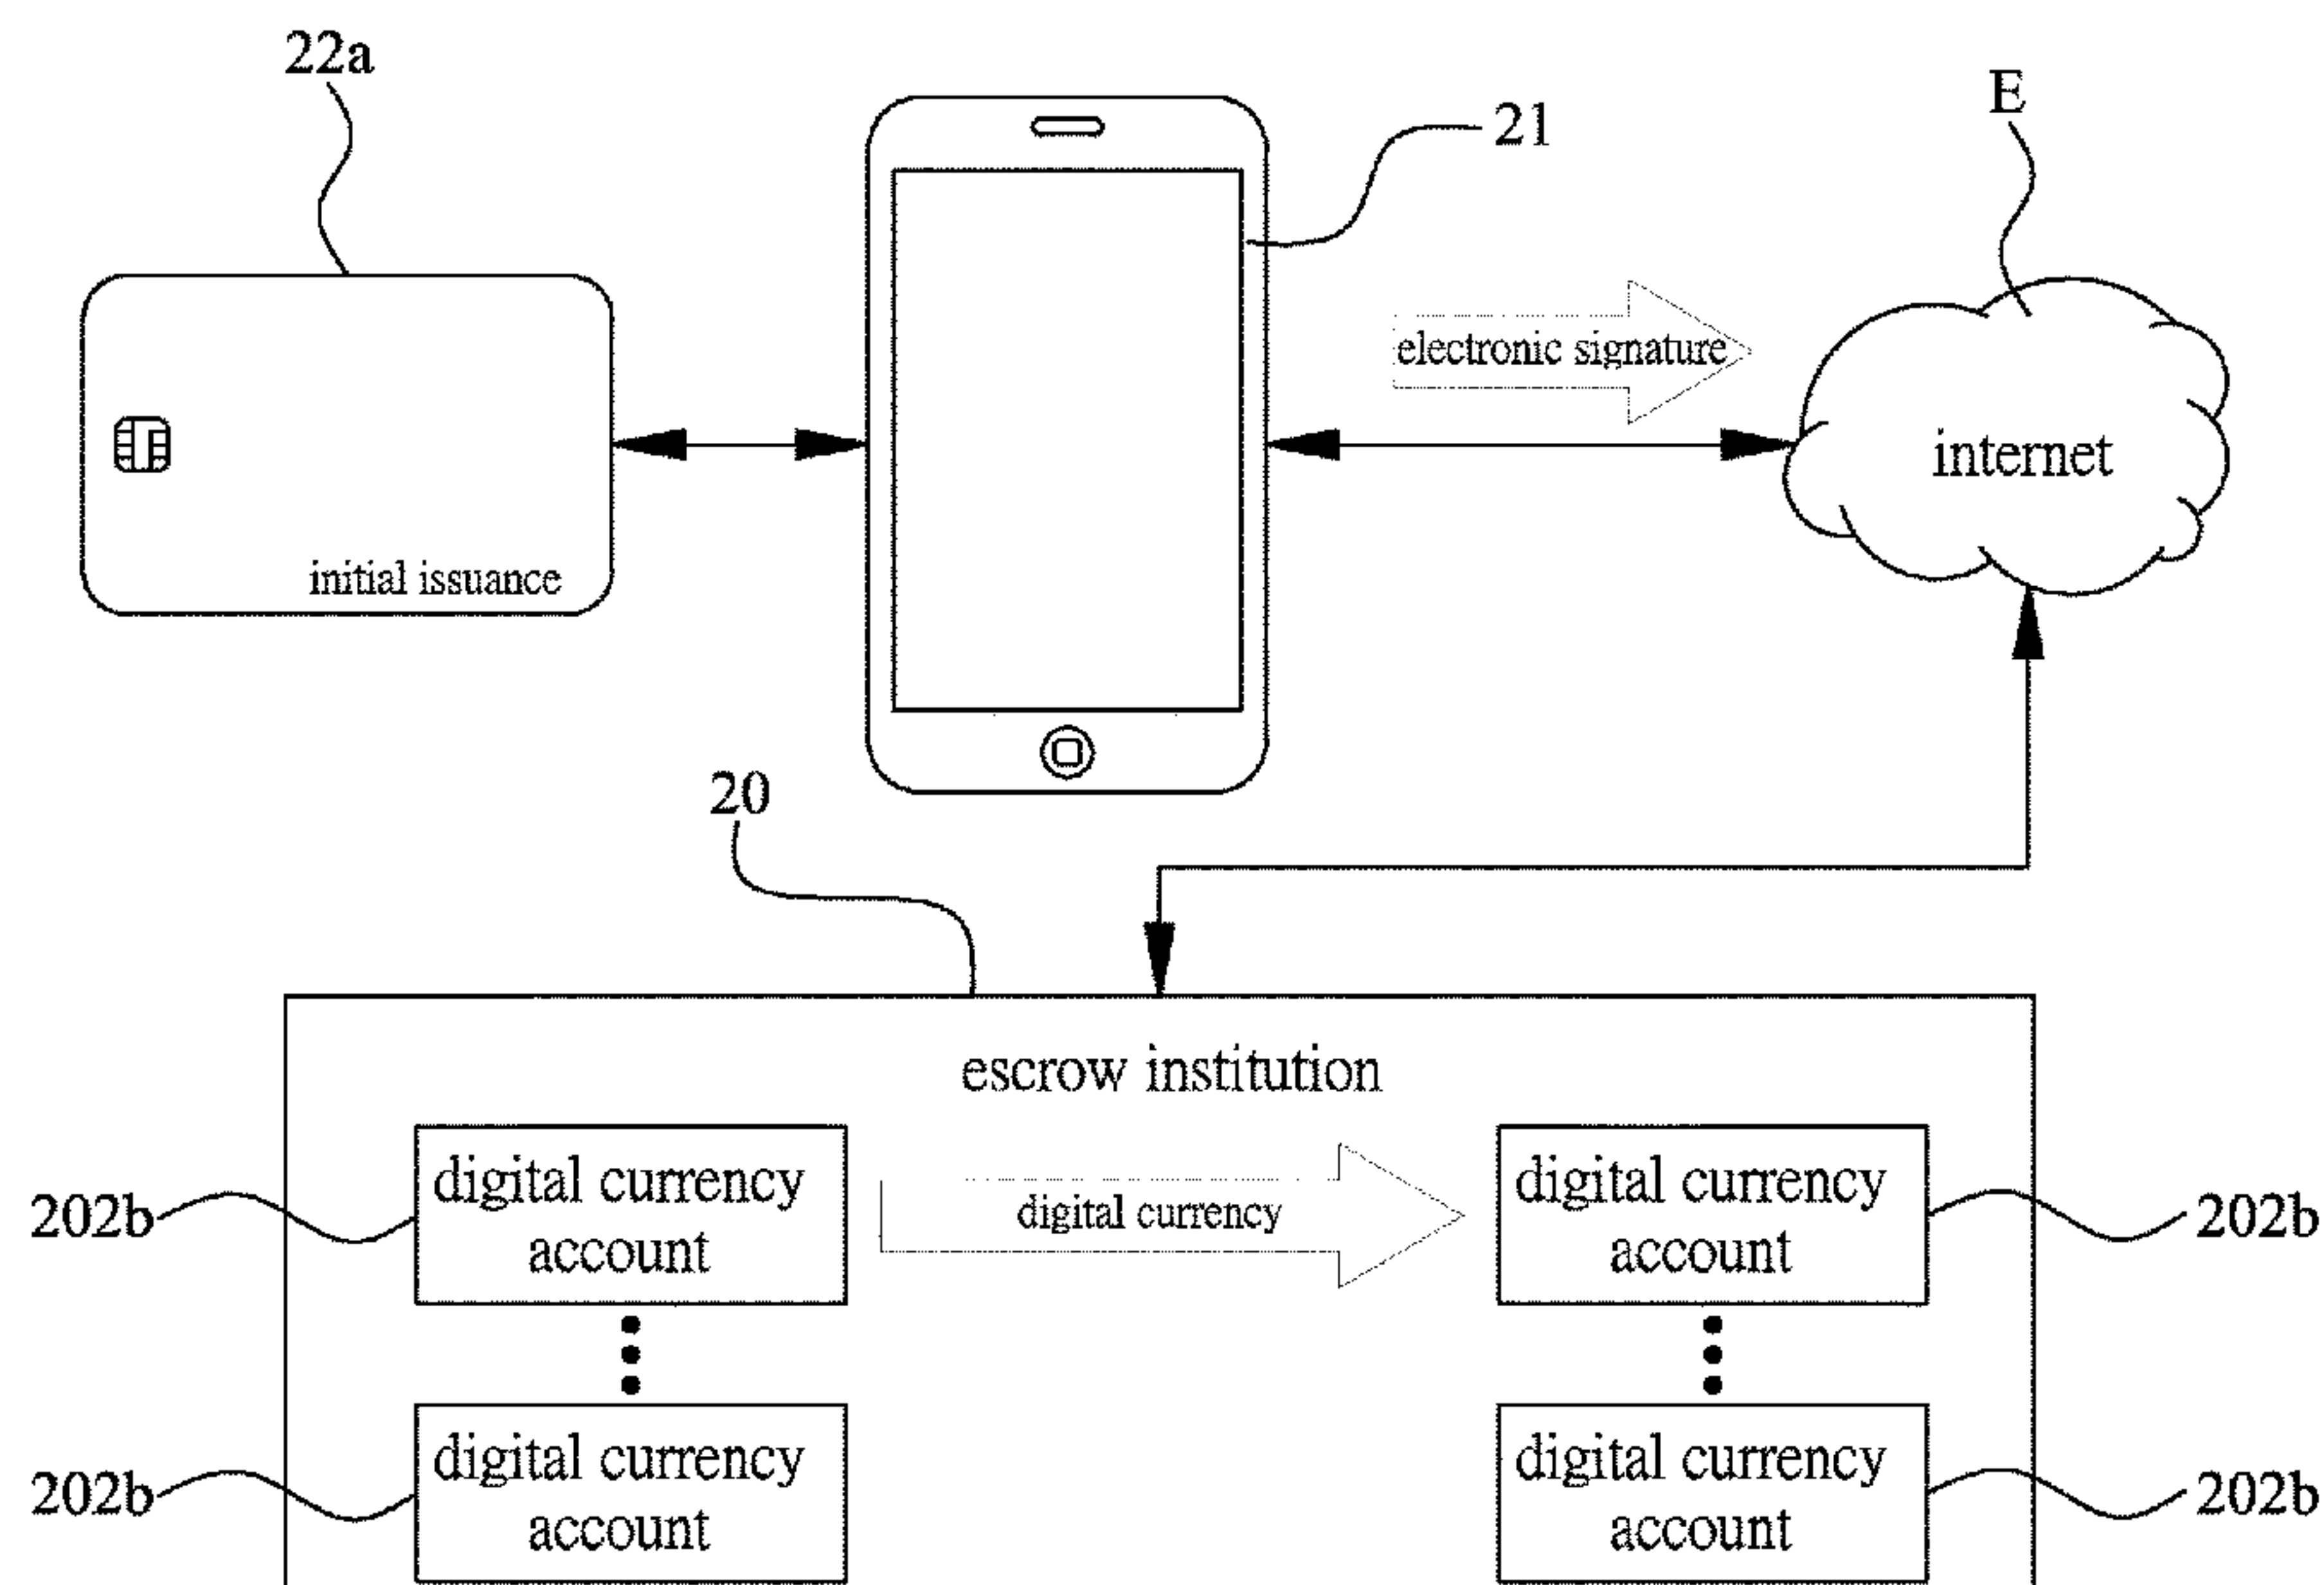 22a
E
21
electronic signature
internet
initial issuance
20
escrow institution
digital currency
account
digital currency
digital currency
account
202b
202b
digital currency
account
digital currency
account
202b
202b